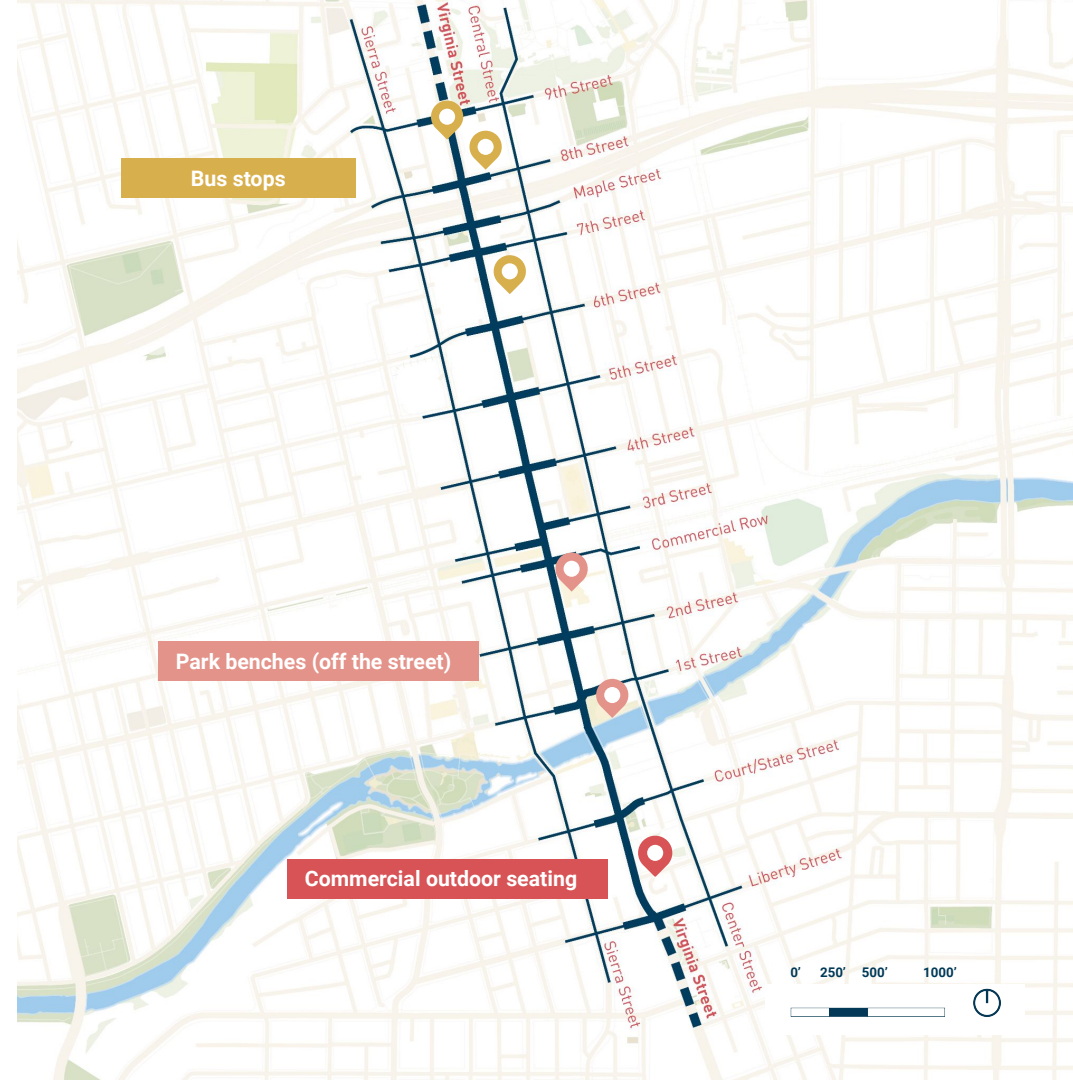 Sierra Street
Virginia Street
Central Street
9th Street
8th Street
Bus stops
Maple Street
7th Street
6th Street
5th Street
4th Street
3rd Street
Commercial Row
2nd Street
Park benches (off the street)
1st Street
Court/State Street
Commercial outdoor seating
Liberty Street
Sierra Street
Virginia Street
Center Street
0’ 250’ 500’ 1000’